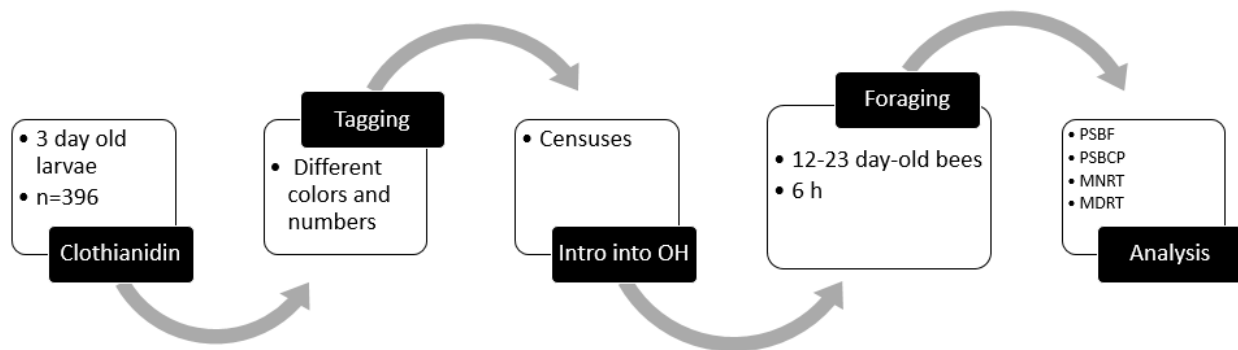 • 3 day old
larvae
• n=396
Clothianidin
Tagging
• Different
colors and
numbers
• Censuses
Intro into OH
Foraging
• 12-23 day-old bees
• 6 h
• PSBF
• PSBCP
• MNRT
• MDRT
Analysis